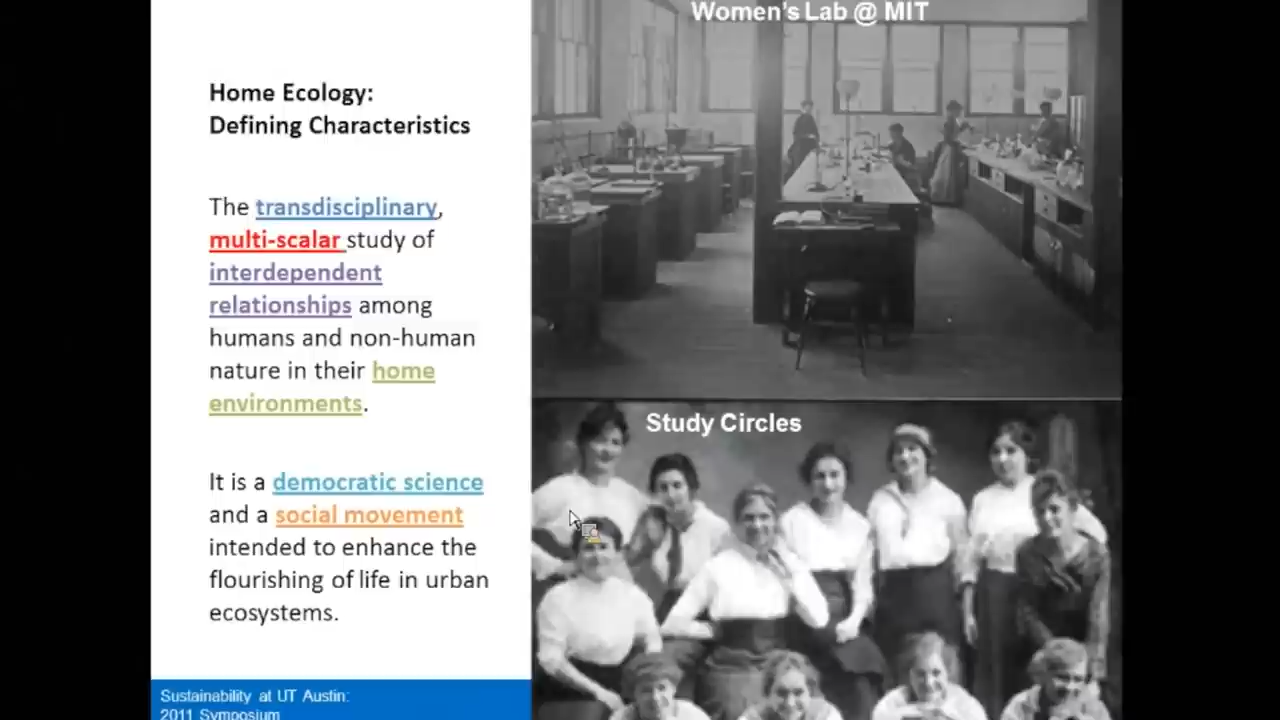 Women's Lab @ MIT
Home Ecology:
Defining Characteristics
The transdisciplinary,
multi-scalar study of
interdependent
relationships among
humans and non-human
nature in their home
environments.
Study Circles
It is a democratic science
and a social movement
intended to enhance the
flourishing of life in urban
ecosystems.
Sustainability at UT Austin:
2011 Symposium